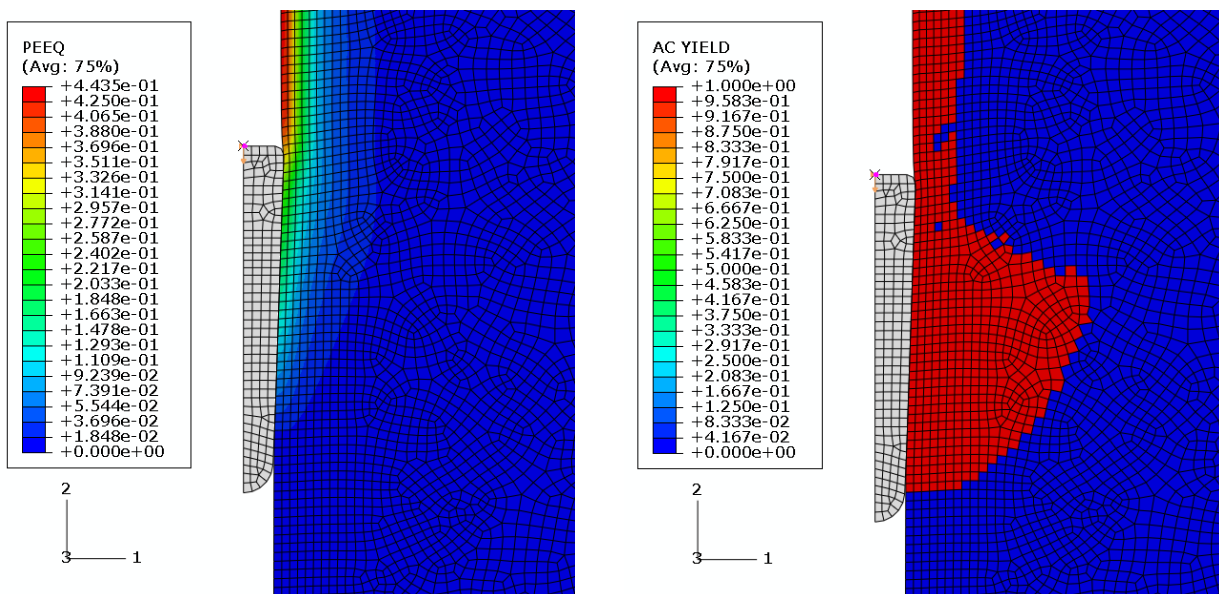 PEEQ
(Avg: 75%)
+4.435e-01
+4.250e-01
+4.065e-01
+3.880e-01
+3.696e-01
+3.511e-01
+3.326e-01
+3.141e-01
+2.957e-01
+2.772e-01
+2.587e-01
+2.402e-01
+2.217e-01
+2.033e-01
+1.848e-01
+1.663e-01
+1.478e-01
+1.293e-01
+1.109e-01
+9.239e-02
+7.391e-02
+5.544e-02
+3.696e-02
+1.848e-02
+0.000e+00
2
3
1
AC YIELD
(Avg: 75%)
+1.000e+00
+9.583e-01
+9.167e-01
+8.750e-01
+8.333e-01
+7.917e-01
+7.500e-01
+7.083e-01
+6.667e-01
+6.250e-01
+5.833e-01
+5.417e-01
+5.000e-01
+4.583e-01
+4.167e-01
+3.750e-01
+3.333e-01
+2.917e-01
+2.500e-01
+2.083e-01
+1.667e-01
+1.250e-01
+8.333e-02
+4.167e-02
+0.000e+00
2
3
1